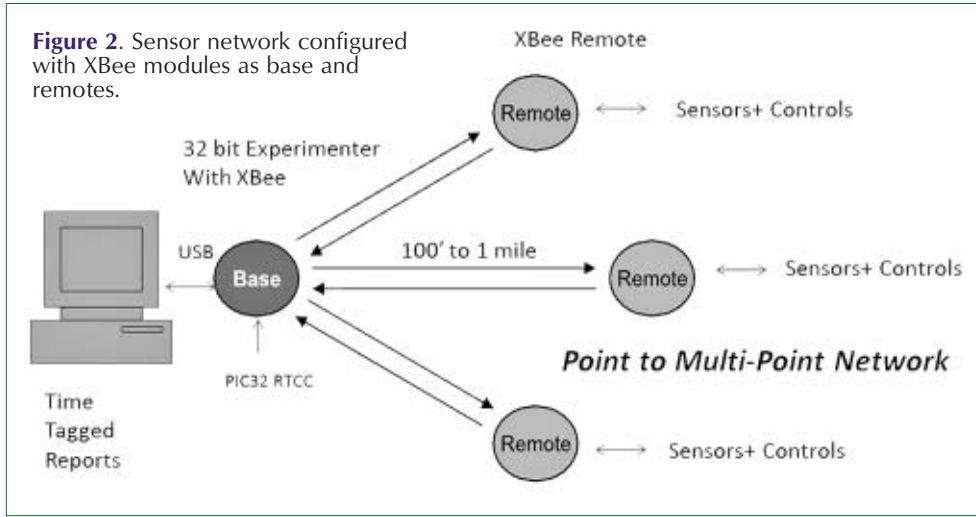 Figure 2. Sensor network configured
with XBee modules as base and
remotes.
XBee Remote
Remote
Sensors+ Controls
32 bit Experimenter
With XBee
USB
Base
100' to 1 mile
Remote
Sensors+ Controls
PIC32 RTCC
Point to Multi-Point Network
Time
Tagged
Reports
Remote
Sensors+ Controls